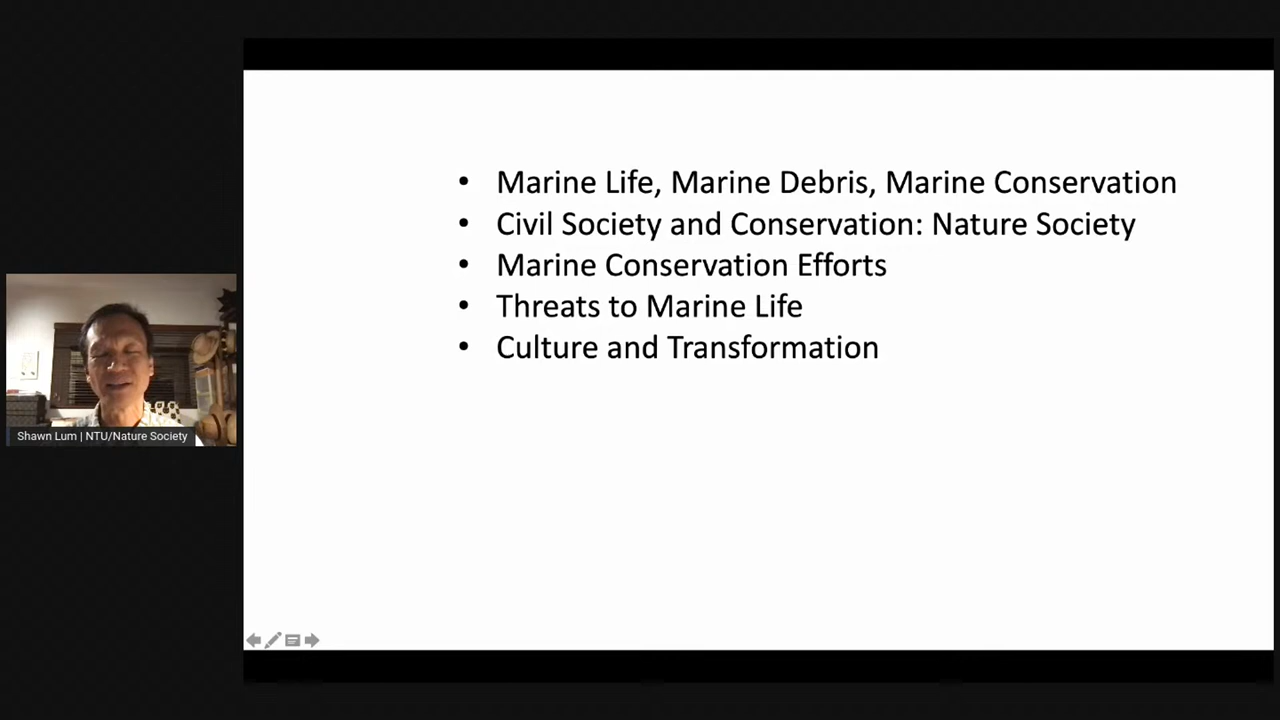 • Marine Life, Marine Debris, Marine Conservation
• Civil Society and Conservation: Nature Society
• Marine Conservation Efforts
• Threats to Marine Life
• Culture and Transformation
Shawn Lum | NTU/Nature Society